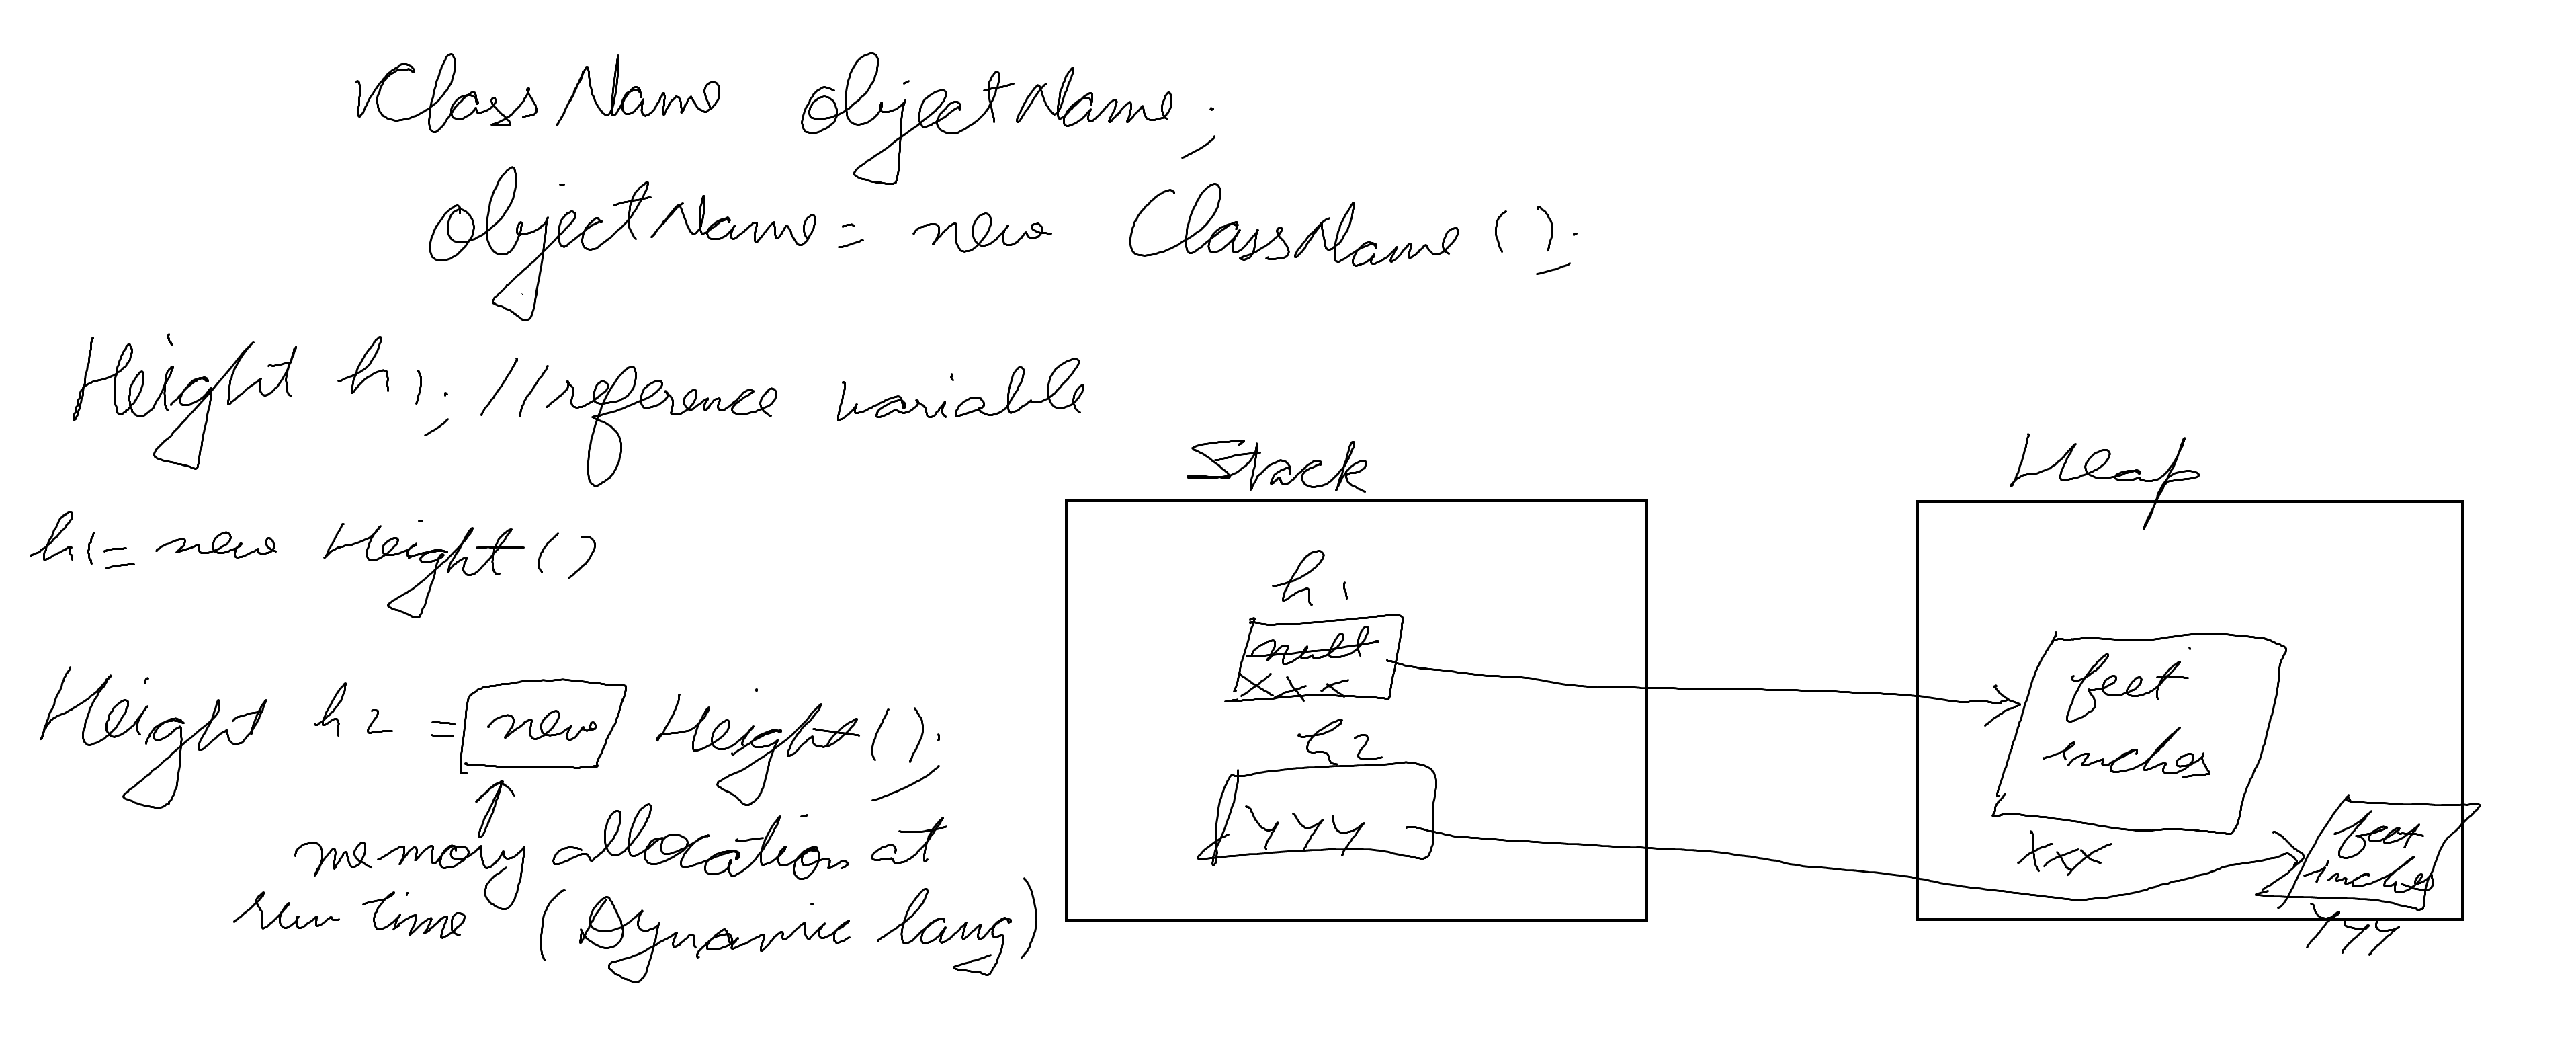 ClassName objectName;
objectName = new ClassName();
Height h1; //reference variable
h1= new Height()
Height h2 = new Height();
memory allocation at
run time (Dynamic lang)
Stack
h1
null
xxx
h2
yyy
Heap
feet
inches
xxx
feet
inches
yyy